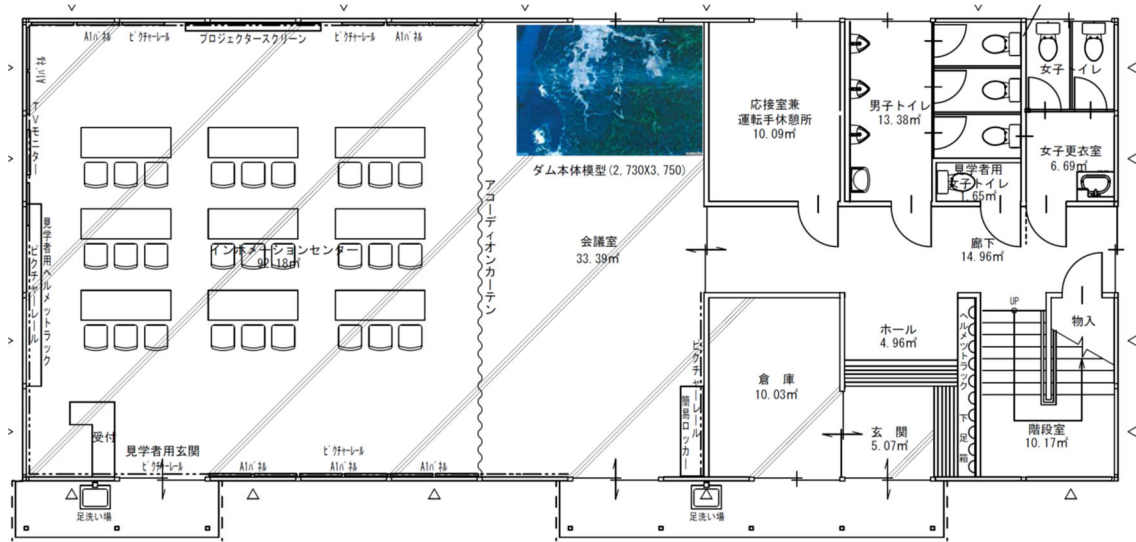 A1ﾊﾟﾈﾙ
ﾋﾟｸﾁｬｰﾚｰﾙ
プロジェクタースクリーン
ﾋﾟｸﾁｬｰﾚｰﾙ
A1ﾊﾟﾈﾙ
A1ﾊﾟﾈﾙ
TVモニター
見学者用ヘルメットラック
ピクチャーレール
インホメーションセンター
92.18㎡
アコーディオンカーテン
受付
見学者用玄関
ﾋﾟｸﾁｬｰﾚｰﾙ
A1ﾊﾟﾈﾙ
ﾋﾟｸﾁｬｰﾚｰﾙ
A1ﾊﾟﾈﾙ
A1ﾊﾟﾈﾙ
足洗い場
ダム本体模型(2,730X3,750)
会議室
33.39㎡
ピクチャーレール
簡易ロッカー
足洗い場
応接室兼
運転手休憩所
10.09㎡
男子トイレ
13.38㎡
女子トイレ
女子更衣室
6.69㎡
見学者用
女子トイレ
1.65㎡
廊下
14.96㎡
倉 庫
10.03㎡
ホール
4.96㎡
玄 関
5.07㎡
ヘルメットラック
下足箱
UP
物入
階段室
10.17㎡